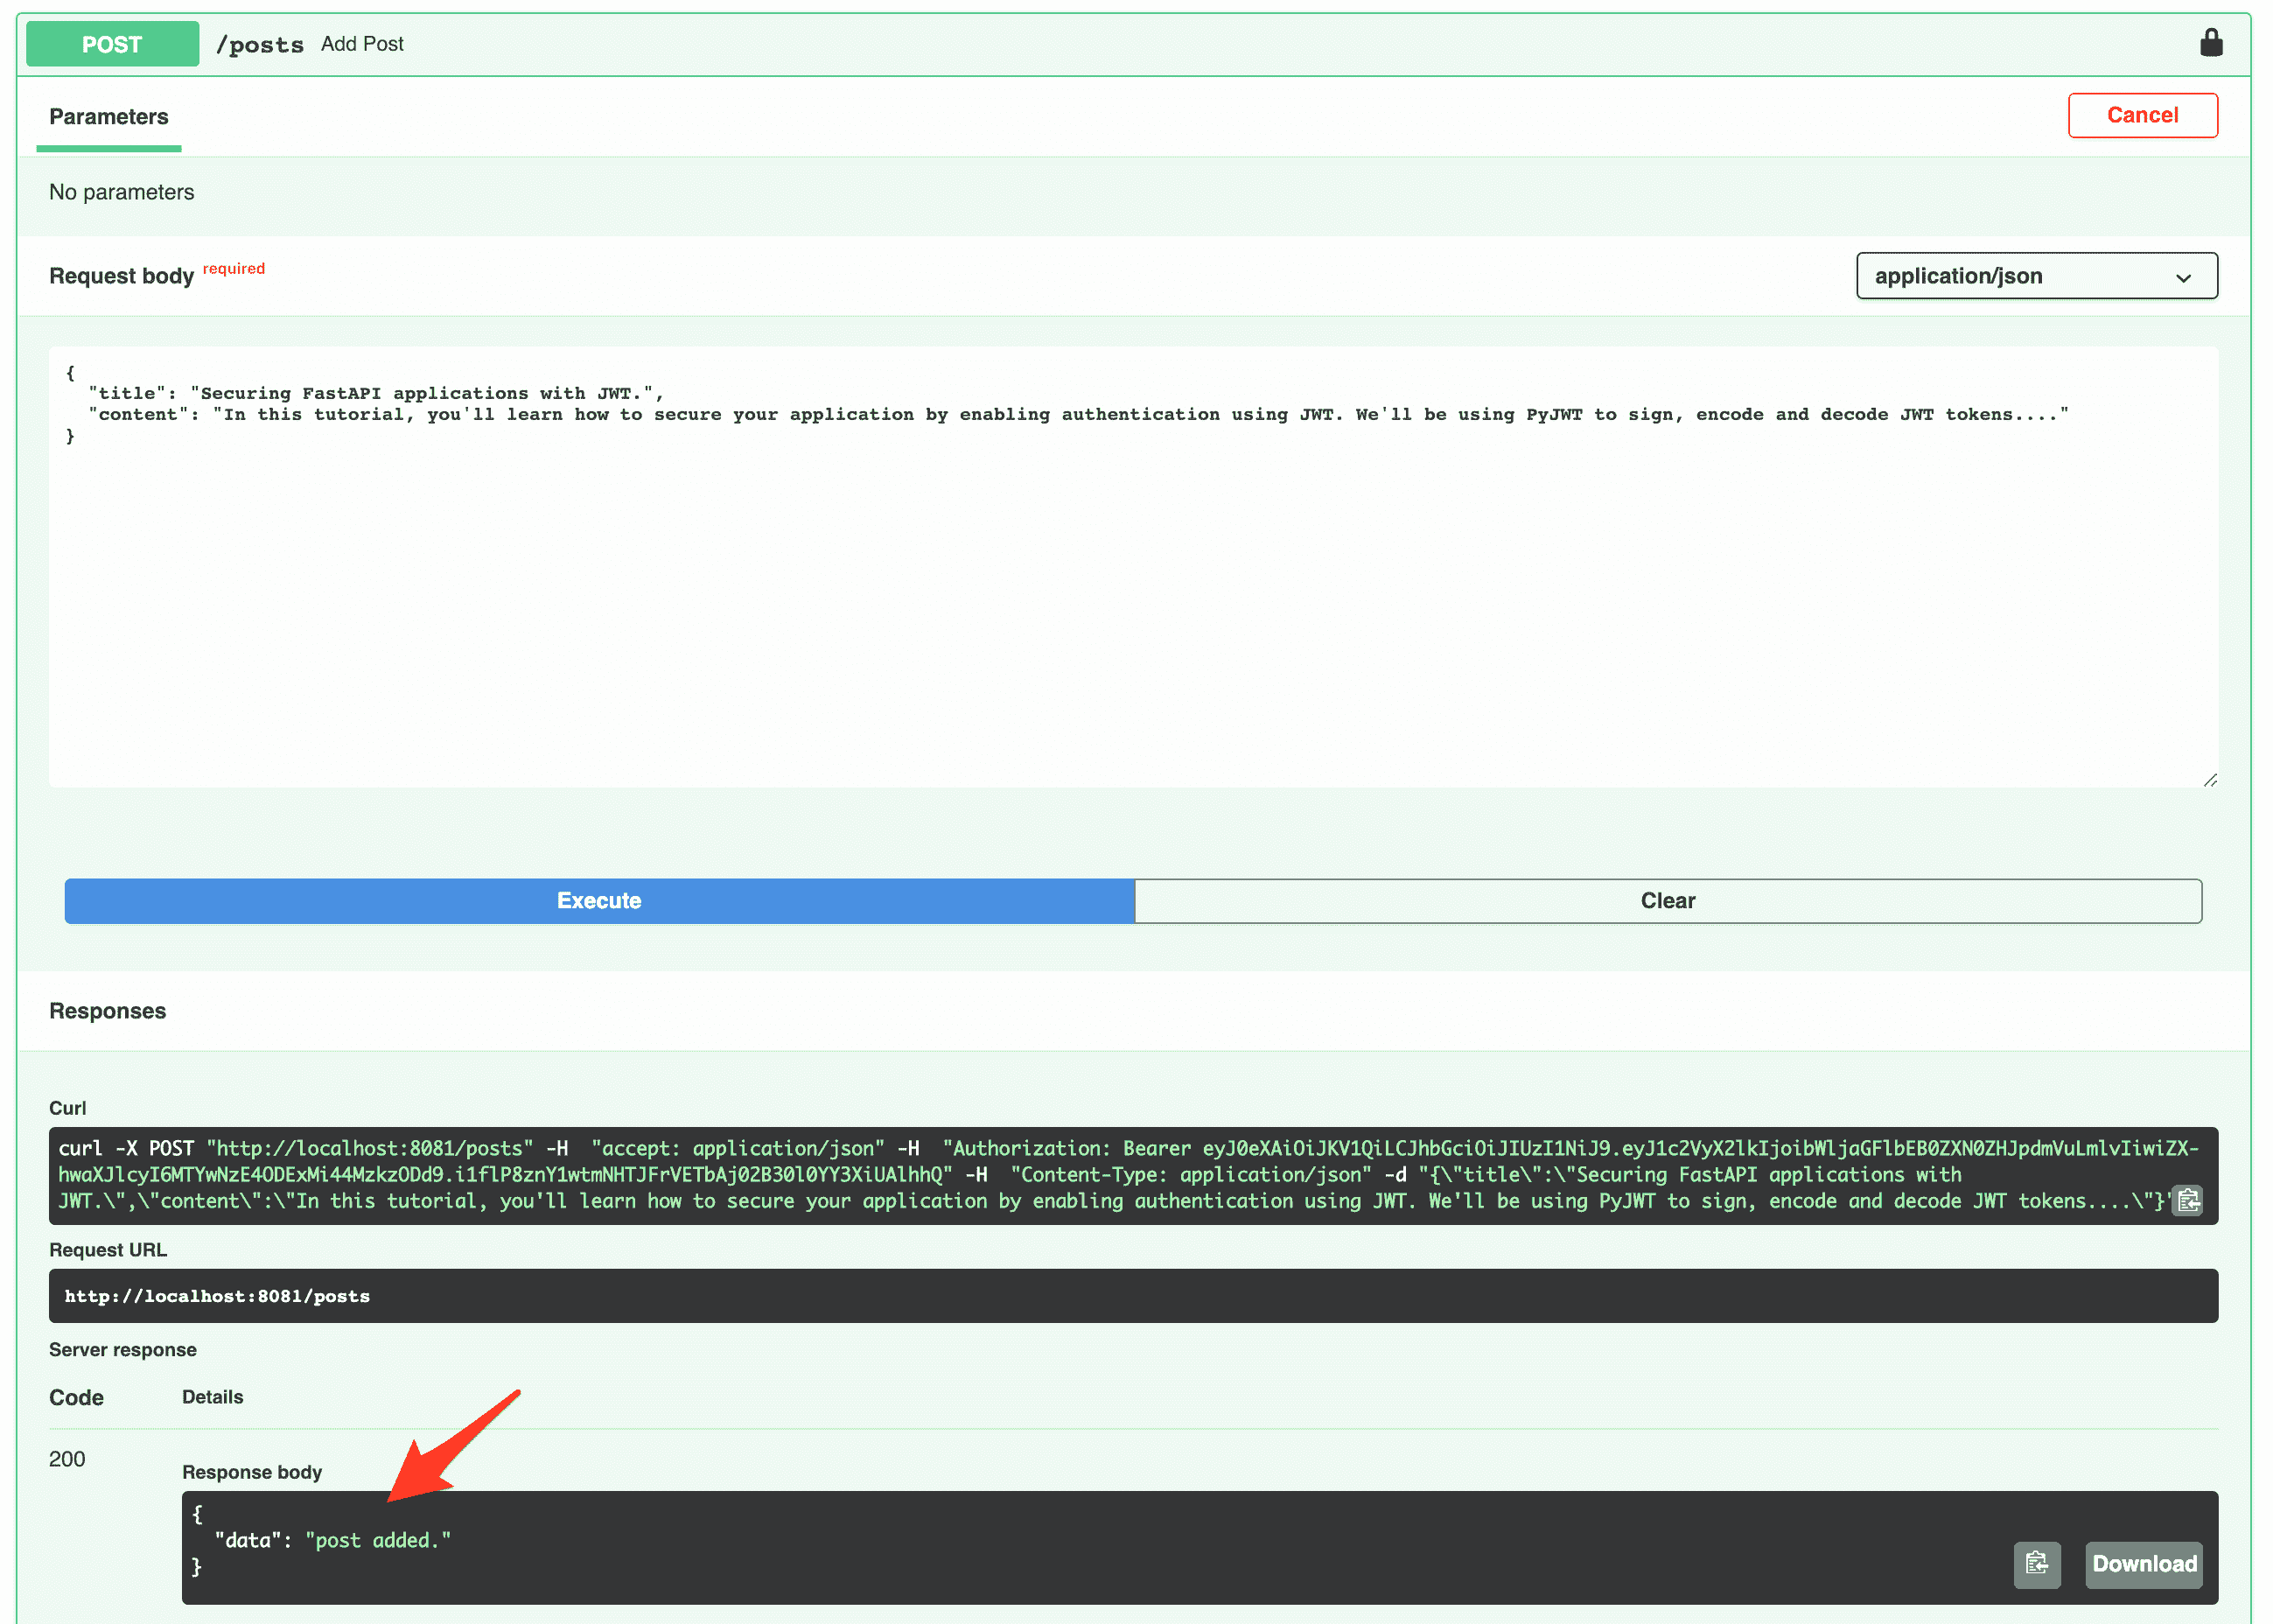 POST /posts Add Post
Parameters
Cancel
No parameters
Request body required
application/json
{
  "title": "Securing FastAPI applications with JWT.",
  "content": "In this tutorial, you'll learn how to secure your application by enabling authentication using JWT. We'll be using PyJWT to sign, encode and decode JWT tokens...."
}
Execute
Clear
Responses
Curl
curl -X POST "http://localhost:8081/posts" -H  "accept: application/json" -H  "Authorization: Bearer eyJ0eXAiOiJKV1QiLCJhbGciOiJIUzI1NiJ9.eyJ1c2VyX2lkIjoibWljaGFlbEB0ZXN0ZHJpdmVuLmlvIiwiZX-
hwaXJlcyI6MTYwNzE4ODExMi44MzkzODd9.i1flP8znY1wtmNHTJFrVETbAj02B30l0YY3XiUAlhhQ" -H  "Content-Type: application/json" -d "{\"title\":\"Securing FastAPI applications with
JWT.\",\"content\":\"In this tutorial, you'll learn how to secure your application by enabling authentication using JWT. We'll be using PyJWT to sign, encode and decode JWT tokens....\"}"
Request URL
http://localhost:8081/posts
Server response
Code
Details
200
Response body
{
  "data": "post added."
}
Download